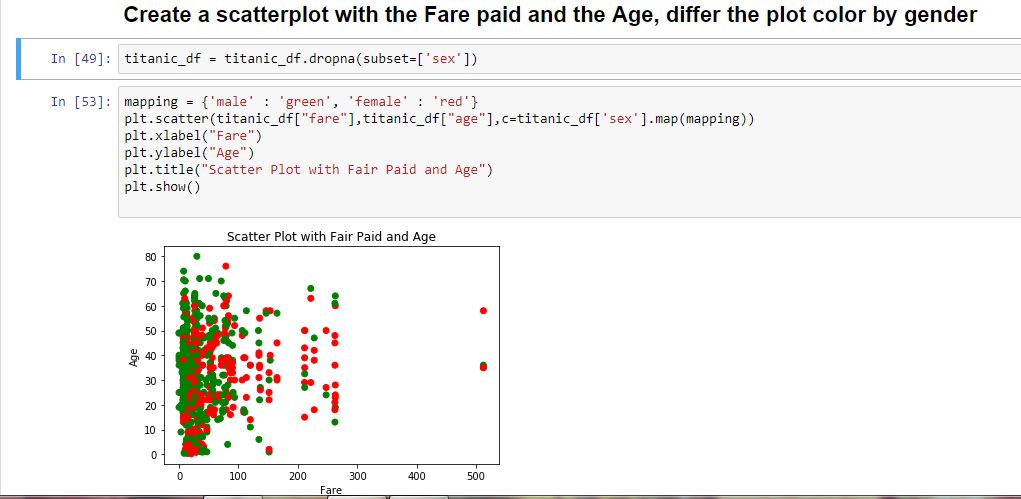 Create a scatterplot with the Fare paid and the Age, differ the plot color by gender
In [49]: titanic_df = titanic_df.dropna(subset=['sex'])
In [53]: mapping = {'male' : 'green', 'female' : 'red'}
plt.scatter(titanic_df["fare"],titanic_df["age"],c=titanic_df['sex'].map(mapping))
plt.xlabel("Fare")
plt.ylabel("Age")
plt.title("Scatter Plot with Fair Paid and Age")
plt.show()
Scatter Plot with Fair Paid and Age
80
70
60
50
40
30
20
10
0
Age
0 100 200 300 400 500
Fare